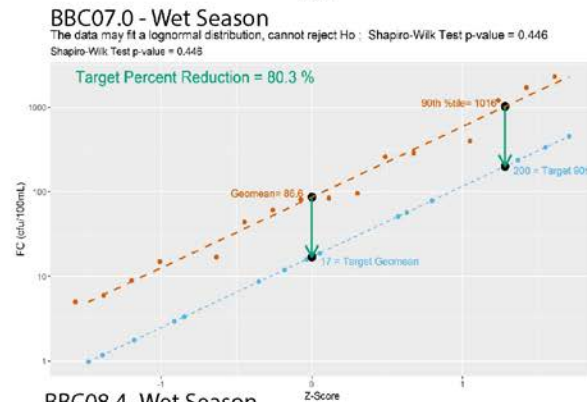 BBC07.0 - Wet Season
The data may fit a lognormal distribution, cannot reject Ho : Shapiro-Wilk Test p-value = 0.446
Shapiro-Wilk Test p-value = 0.446
Target Percent Reduction = 80.3 %
1000
90th %tile= 1016
200 = Target 90th
100
Geomean= 86.6
FC (cfu/100mL)
17 = Target Geomean
10
1
-1
0
1
Z-Score
BBC08.4 - Wet Season